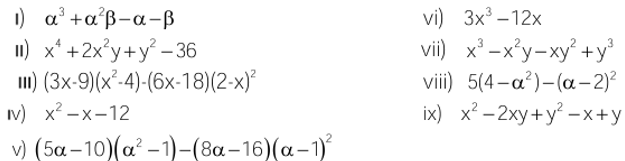 I) α³+α²β−α−β
II) x⁴+2x²y+y²−36
III) (3x-9)(x²-4)-(6x-18)(2-x)²
IV) x²−x−12
v) (5α−10)(α²−1)−(8α−16)(α−1)²
vi) 3x³−12x
vii) x³−x²y−xy²+y³
viii) 5(4−α²)−(α−2)²
ix) x²−2xy+y²−x+y